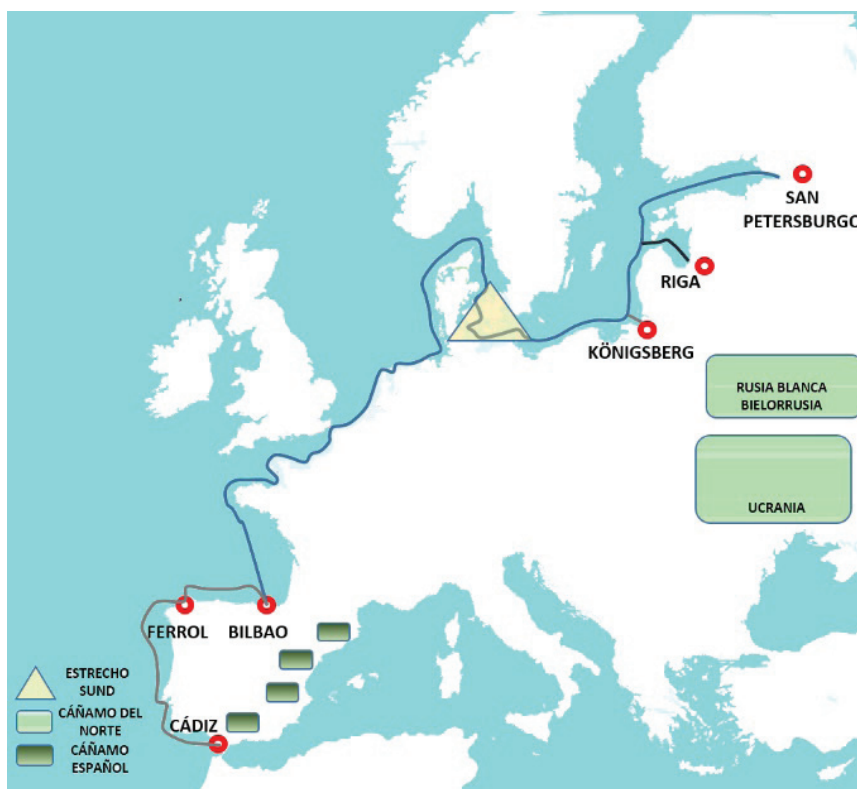 SAN
PETERSBURGO
RIGA
KÖNIGSBERG
RUSIA BLANCA
BIELORRUSIA
UCRANIA
FERROL
BILBAO
CÁDIZ
ESTRECHO
SUND
CÁÑAMO DEL
NORTE
CÁÑAMO
ESPAÑOL